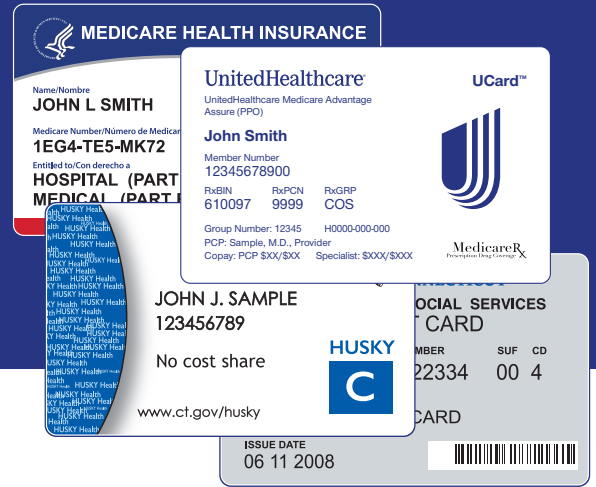 MEDICARE HEALTH INSURANCE
Name/Nombre
JOHN L SMITH
Medicare Number/Número de Medicar
1EG4-TE5-MK72
Entitled to/Con derecho a
HOSPITAL (PART
MEDICAL (PART
UnitedHealthcare®
UCard™
UnitedHealthcare Medicare Advantage
Assure (PPO)
John Smith
Member Number
12345678900
RxBIN RxPCN RxGRP
610097 9999 COS
Group Number: 12345 H0000-000-000
PCP: Sample, M.D., Provider
Copay: PCP $XX/$XX Specialist: $XXX/$XXX
MedicareRx
Prescription Drug Coverage
HUSKY Health
JOHN J. SAMPLE
123456789
No cost share
HUSKY
C
www.ct.gov/husky
OCIAL SERVICES
CARD
MBER SUF CD
22334 00 4
CARD
ISSUE DATE
06 11 2008